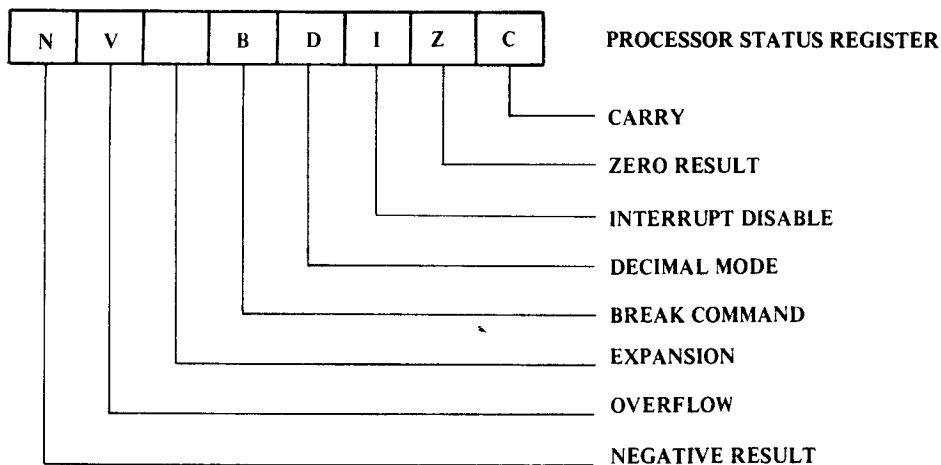 N V B D I Z C PROCESSOR STATUS REGISTER
CARRY
ZERO RESULT
INTERRUPT DISABLE
DECIMAL MODE
BREAK COMMAND
EXPANSION
OVERFLOW
NEGATIVE RESULT